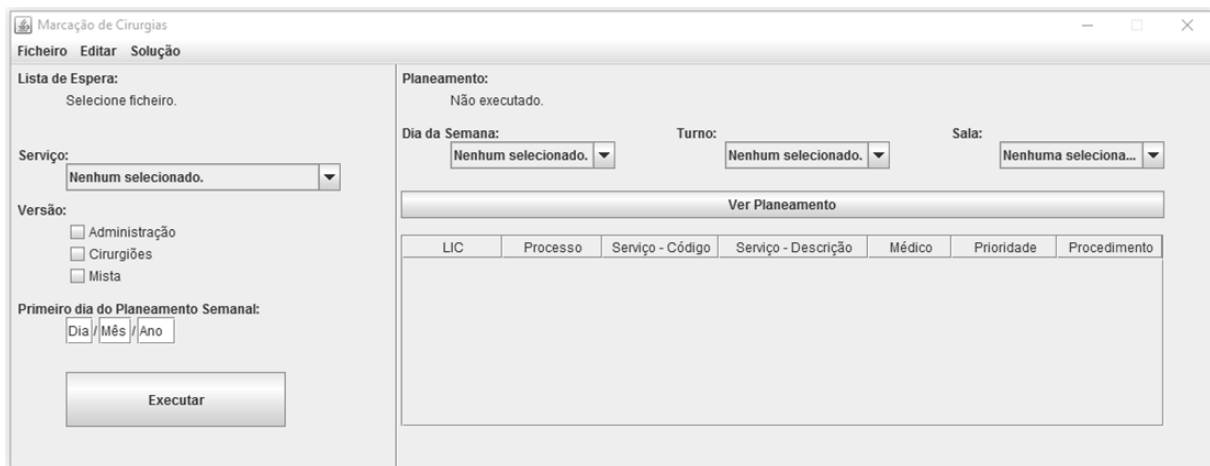 Marcação de Cirurgias
Ficheiro Editar Solução
Lista de Espera:
Selecione ficheiro.
Serviço:
Nenhum selecionado.
Versão:
Administração
Cirurgiões
Mista
Primeiro dia do Planeamento Semanal:
Dia / Mês / Ano
Executar
Planeamento:
Não executado.
Dia da Semana: Turno: Sala:
Nenhum selecionado. Nenhum selecionado. Nenhuma seleciona...
Ver Planeamento
LIC Processo Serviço - Código Serviço - Descrição Médico Prioridade Procedimento